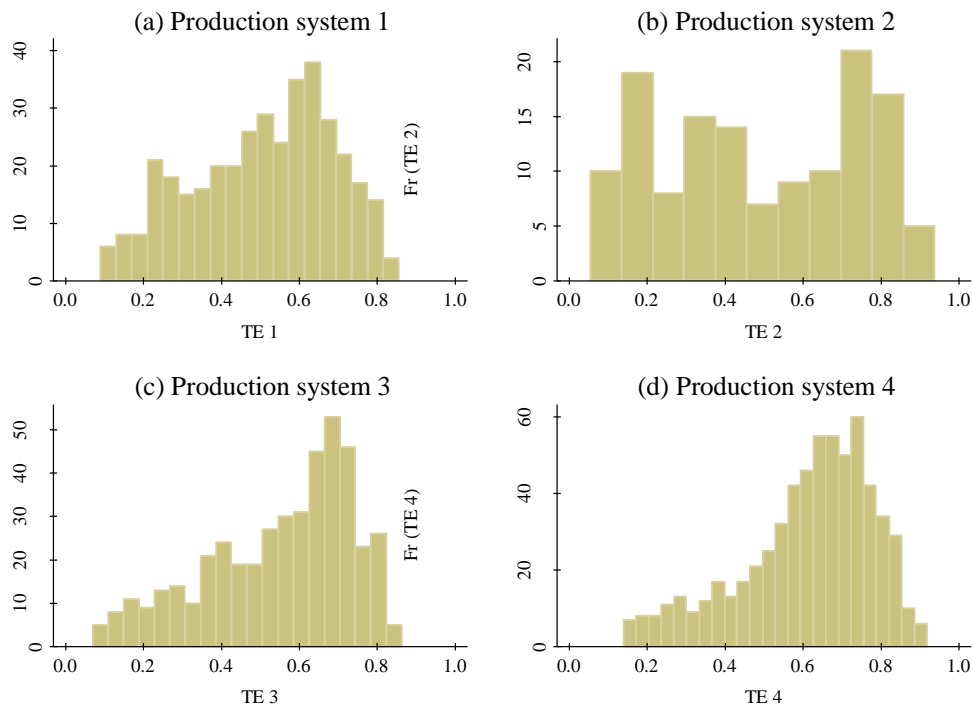 (a) Production system 1
40
30
20
10
0
0.0 0.2 0.4 0.6 0.8 1.0
TE 1
(b) Production system 2
Fr (TE 2)
20
15
10
5
0
0.0 0.2 0.4 0.6 0.8 1.0
TE 2
(c) Production system 3
50
40
30
20
10
0
0.0 0.2 0.4 0.6 0.8 1.0
TE 3
(d) Production system 4
Fr (TE 4)
60
40
20
0
0.0 0.2 0.4 0.6 0.8 1.0
TE 4